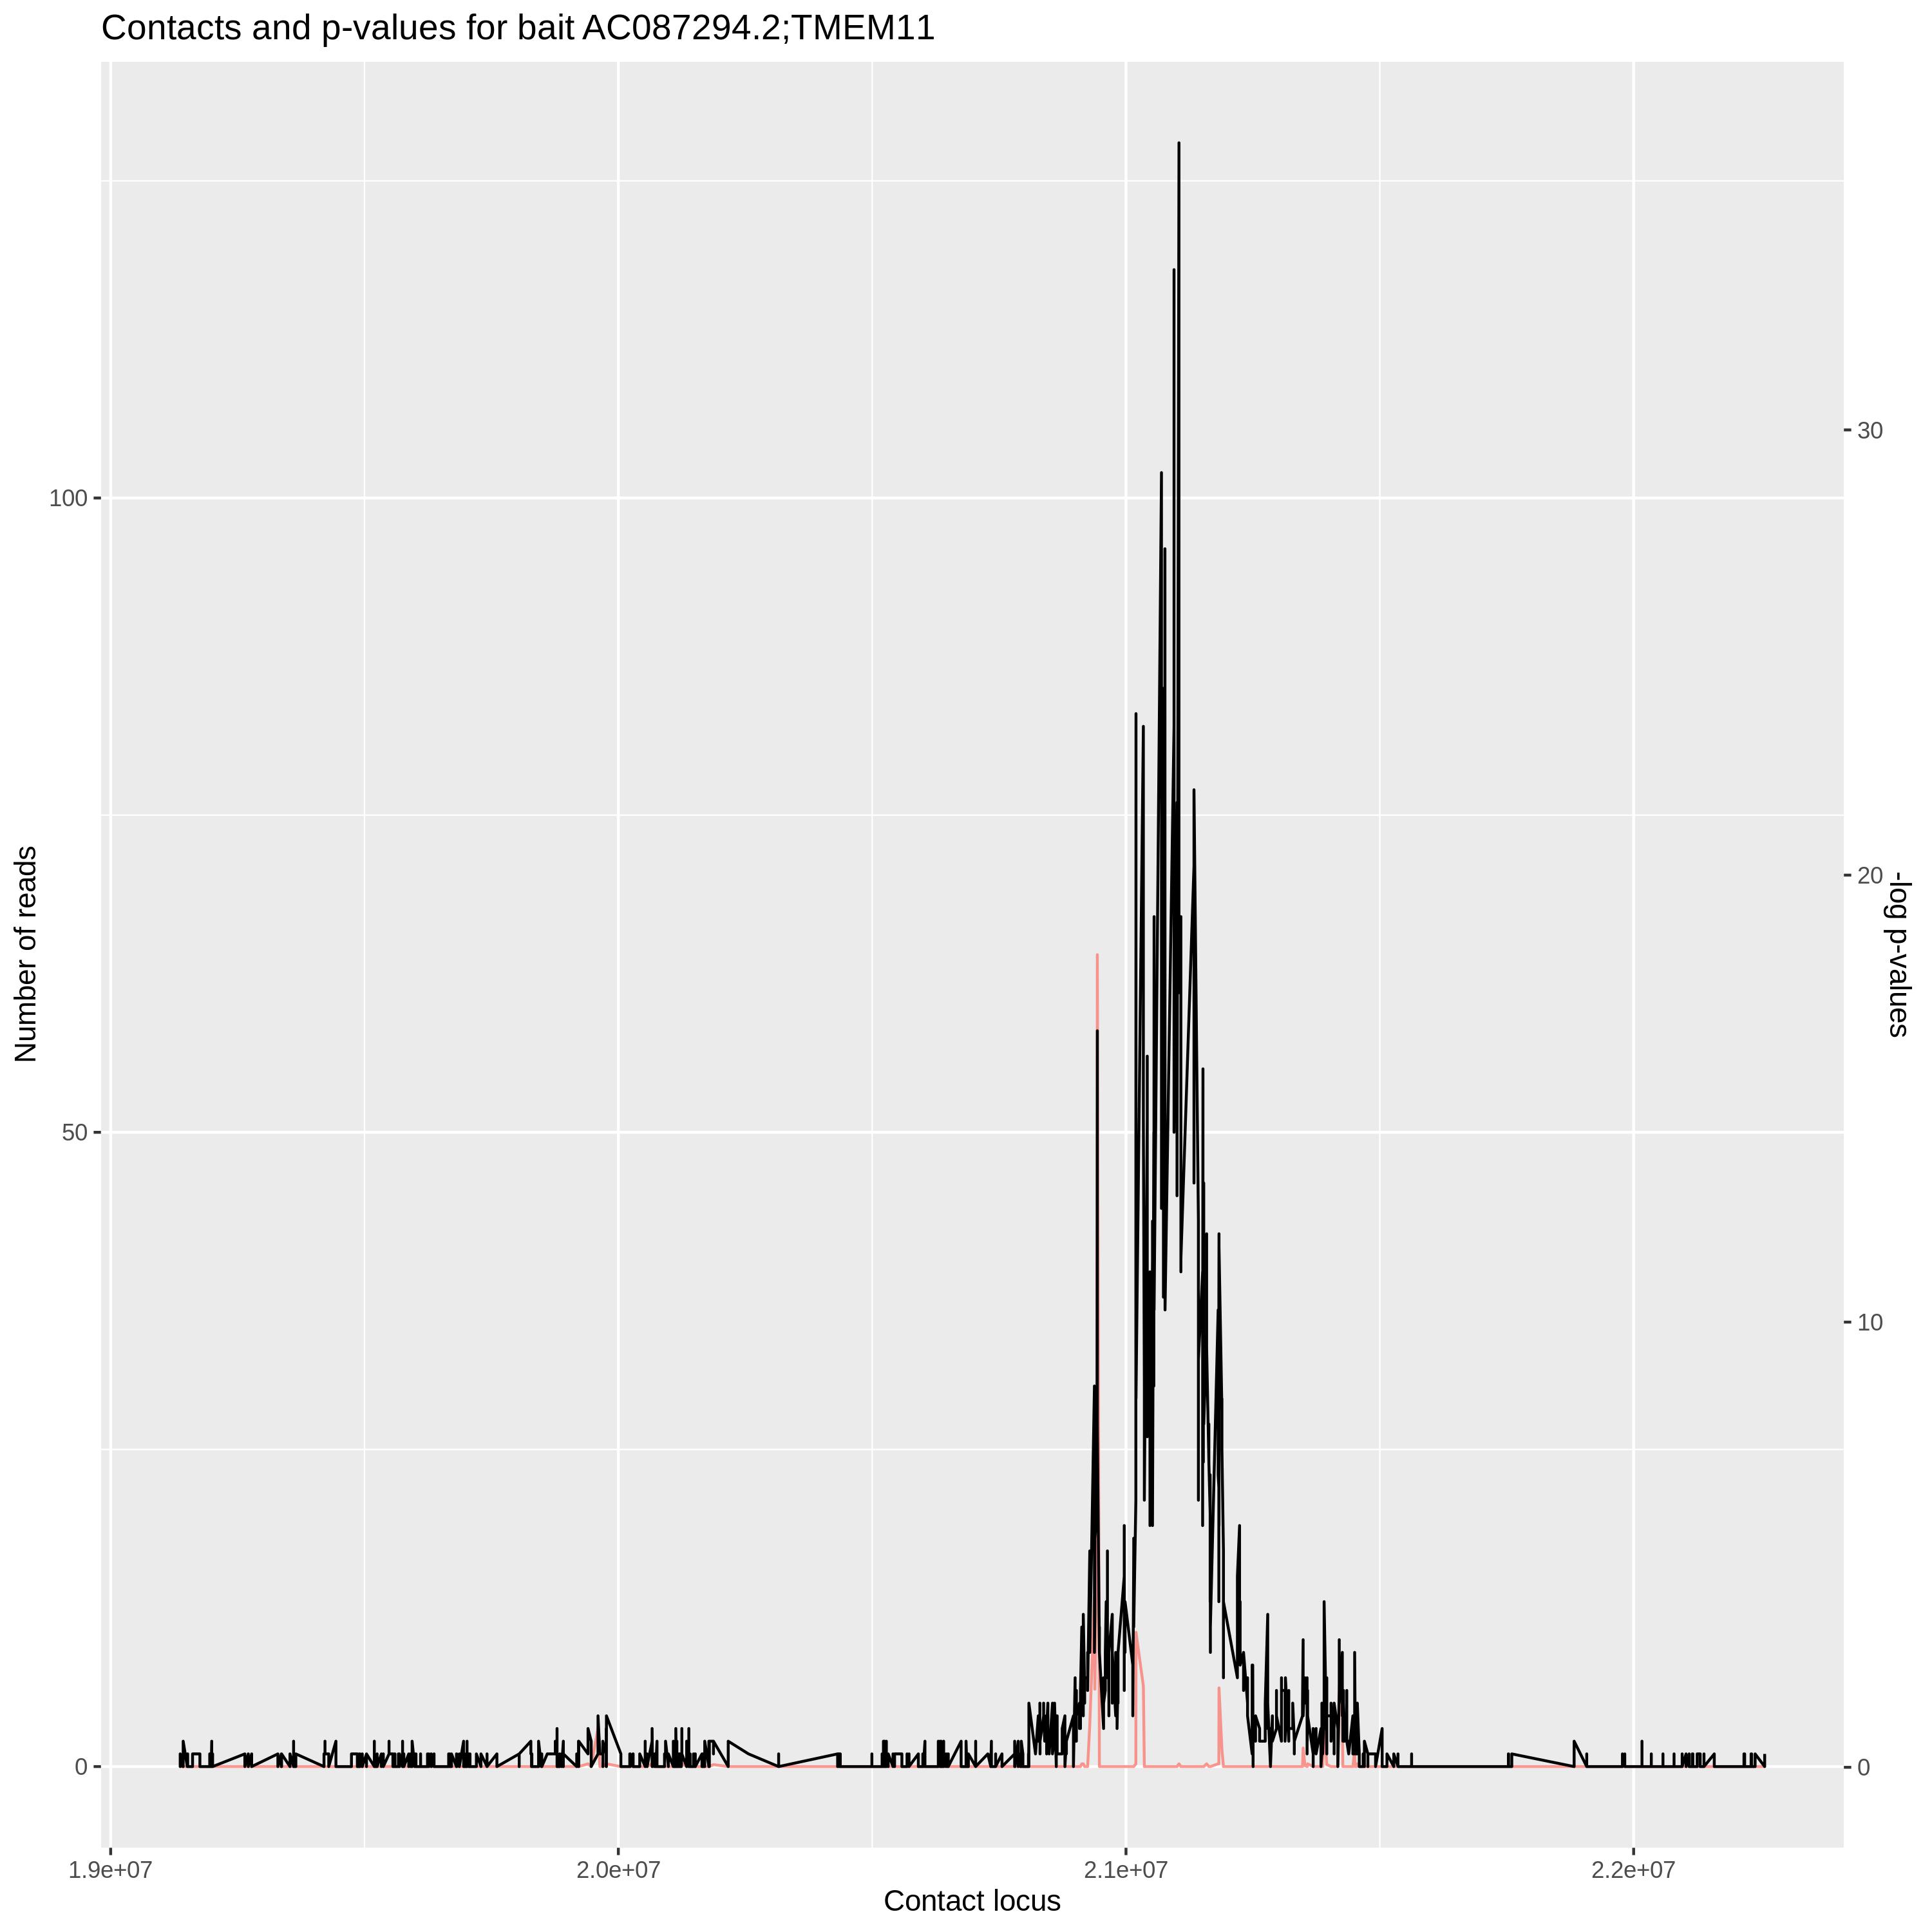 Contacts and p-values for bait AC087294.2;TMEM11
Number of reads
100
50
0
30
20
10
0
-log p-values
1.9e+07
2.0e+07
2.1e+07
2.2e+07
Contact locus